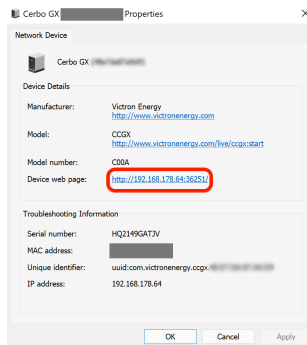 Cerbo GX Properties
Network Device
Cerbo GX
Device Details
Manufacturer: Victron Energy
http://www.victronenergy.com
Model: CCGX
http://www.victronenergy.com/live/ccgx:start
Model number: C00A
Device web page: http://192.168.178.64:36251/
Troubleshooting Information
Serial number: HQ2149GATJV
MAC address:
Unique identifier: uuid:com.victronenergy.ccgx.
IP address: 192.168.178.64
OK Cancel Apply